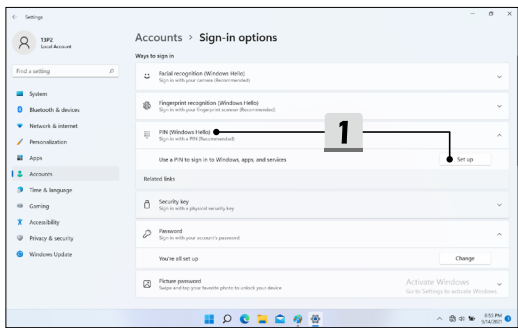 Settings
13P2
Local Account
Find a setting
System
Bluetooth & devices
Network & internet
Personalization
Apps
Accounts
Time & language
Gaming
Accessibility
Privacy & security
Windows Update
Accounts > Sign-in options
Ways to sign in
Facial recognition (Windows Hello)
Sign in with your camera (Recommended)
Fingerprint recognition (Windows Hello)
Sign in with your fingerprint scanner (Recommended)
PIN (Windows Hello)
Sign in with a PIN (Recommended)
1
Use a PIN to sign in to Windows, apps, and services
Set up
Related links
Security key
Sign in with a physical security key
Password
Sign in with your account's password
You're all set up
Change
Picture password
Swipe and tap your favorite photo to unlock your device
Activate Windows
Go to Settings to activate Windows.
6:55 PM
5/14/2021